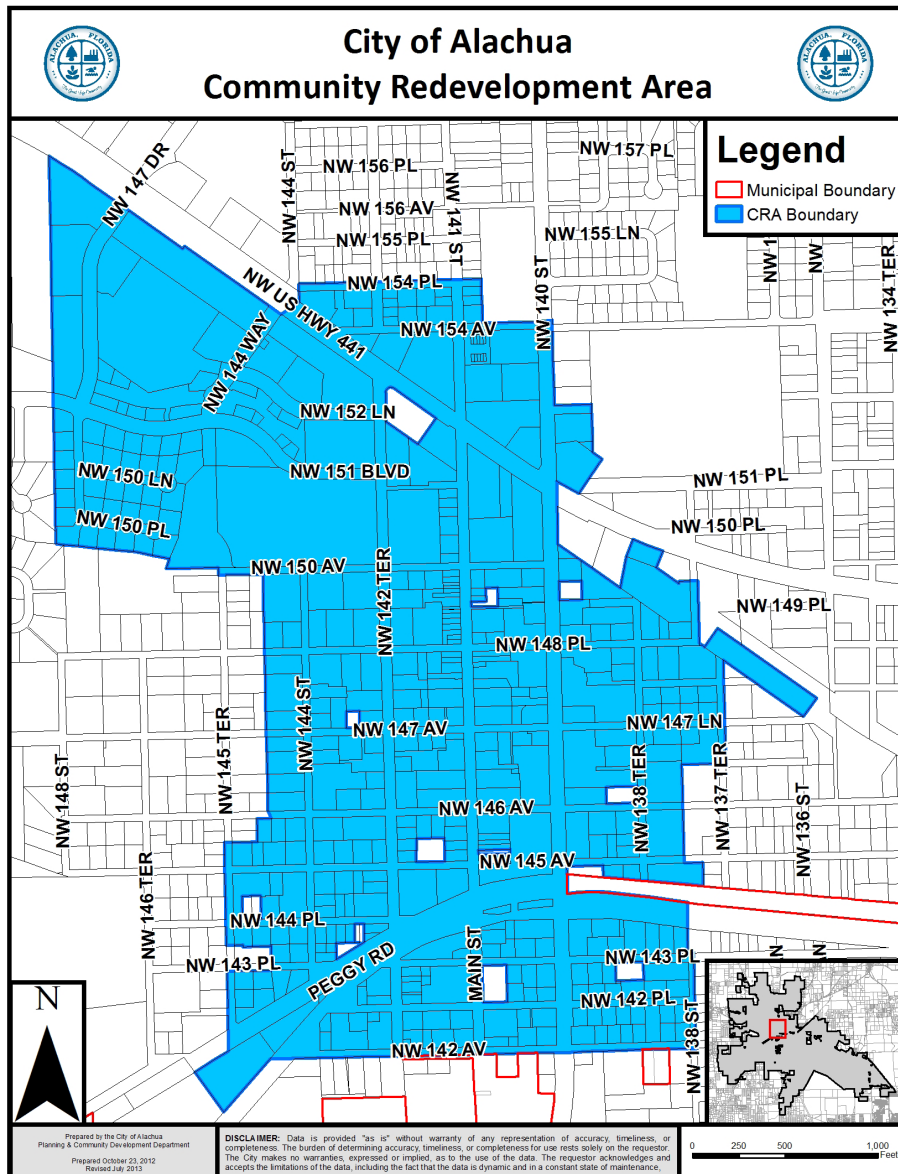 City of Alachua
Community Redevelopment Area
ALACHUA, FLORIDA
ALACHUA, FLORIDA
Legend
Municipal Boundary
CRA Boundary
NW 147 DR
NW 144 ST
NW 156 PL
NW 156 AV
NW 155 PL
NW 141 ST
NW 157 PL
NW 155 LN
NW 154 PL
NW 140 ST
NW 1
NW
NW 134 TER
NW US HWY 441
NW 154 AV
NW 144 WAY
NW 152 LN
NW 151 BLVD
NW 150 LN
NW 150 PL
NW 151 PL
NW 150 PL
NW 150 AV
NW 142 TER
NW 149 PL
NW 148 PL
NW 144 ST
NW 147 AV
NW 147 LN
NW 145 TER
NW 148 ST
NW 138 TER
NW 137 TER
NW 146 AV
NW 136 ST
NW 145 AV
NW 146 TER
NW 144 PL
NW 143 PL
PEGGY RD
MAIN ST
NW 143 PL
NW 142 PL
NW 138 ST
NW 142 AV
N
Prepared by the City of Alachua
Planning & Community Development Department
Prepared October 23, 2012
Revised July 2013
DISCLAIMER: Data is provided "as is" without warranty of any representation of accuracy, timeliness, or
completeness. The burden of determining accuracy, timeliness, or completeness for use rests solely on the requestor.
The City makes no warranties, expressed or implied, as to the use of the data. The requestor acknowledges and
accepts the limitations of the data, including the fact that the data is dynamic and in a constant state of maintenance,
0 250 500 1,000
Feet